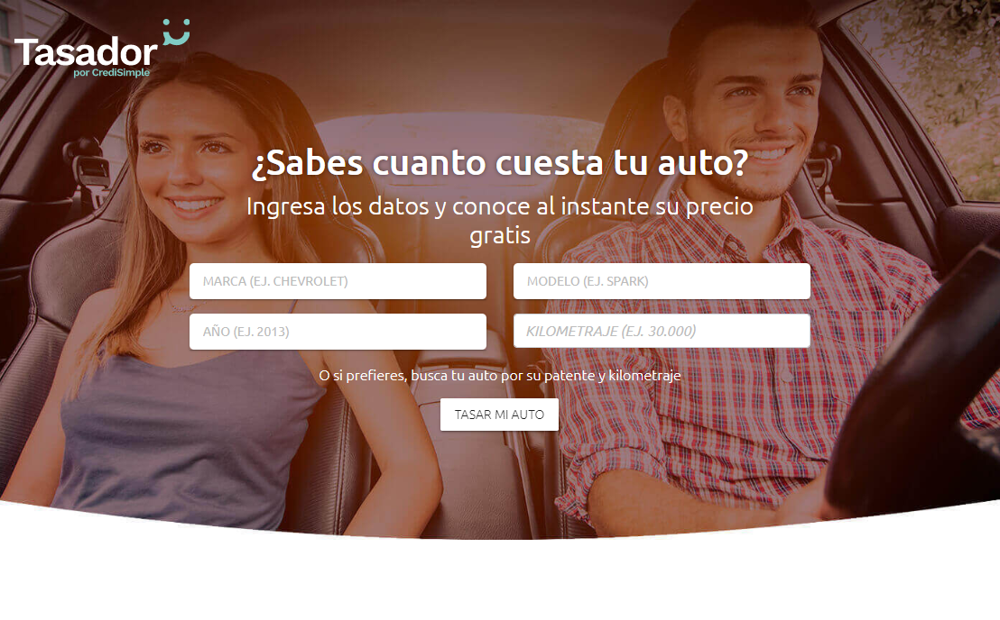 Tasador
por CrediSimple
¿Sabes cuanto cuesta tu auto?
Ingresa los datos y conoce al instante su precio
gratis
MARCA (EJ. CHEVROLET)
MODELO (EJ. SPARK)
AÑO (EJ. 2013)
KILOMETRAJE (EJ. 30.000)
O si prefieres, busca tu auto por su patente y kilometraje
TASAR MI AUTO